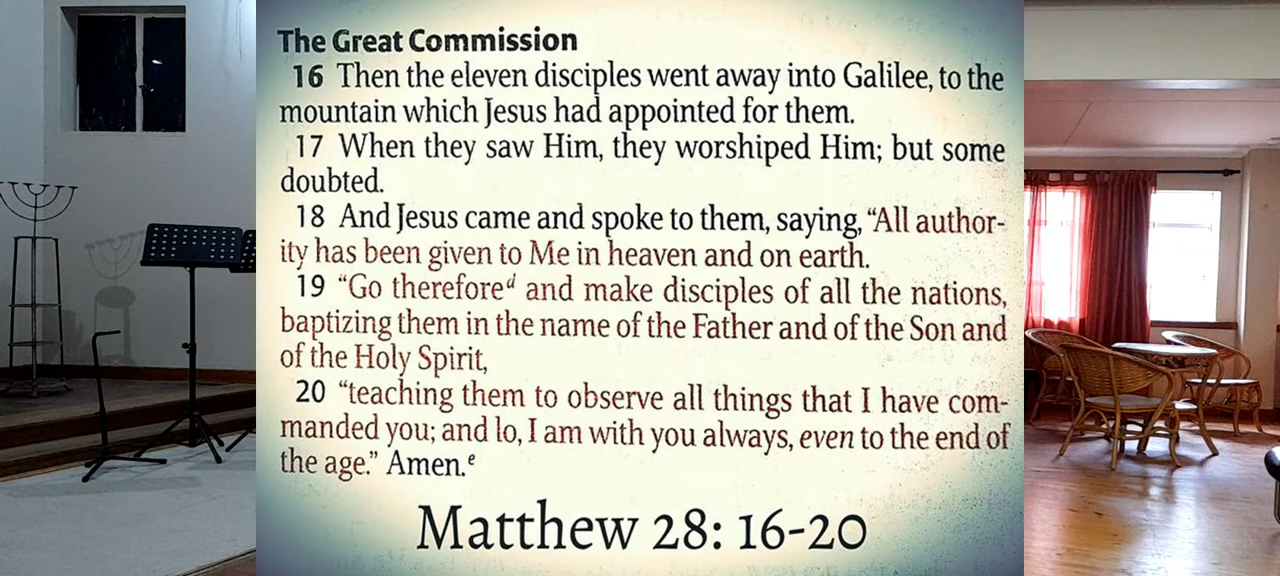 The Great Commission
16 Then the eleven disciples went away into Galilee, to the
mountain which Jesus had appointed for them.
17 When they saw Him, they worshiped Him; but some
doubted.
18 And Jesus came and spoke to them, saying, “All author-
ity has been given to Me in heaven and on earth.
19 “Go thereforeᵈ and make disciples of all the nations,
baptizing them in the name of the Father and of the Son and
of the Holy Spirit,
20 “teaching them to observe all things that I have com-
manded you; and lo, I am with you always, even to the end of
the age.” Amen.ᵉ
Matthew 28: 16-20